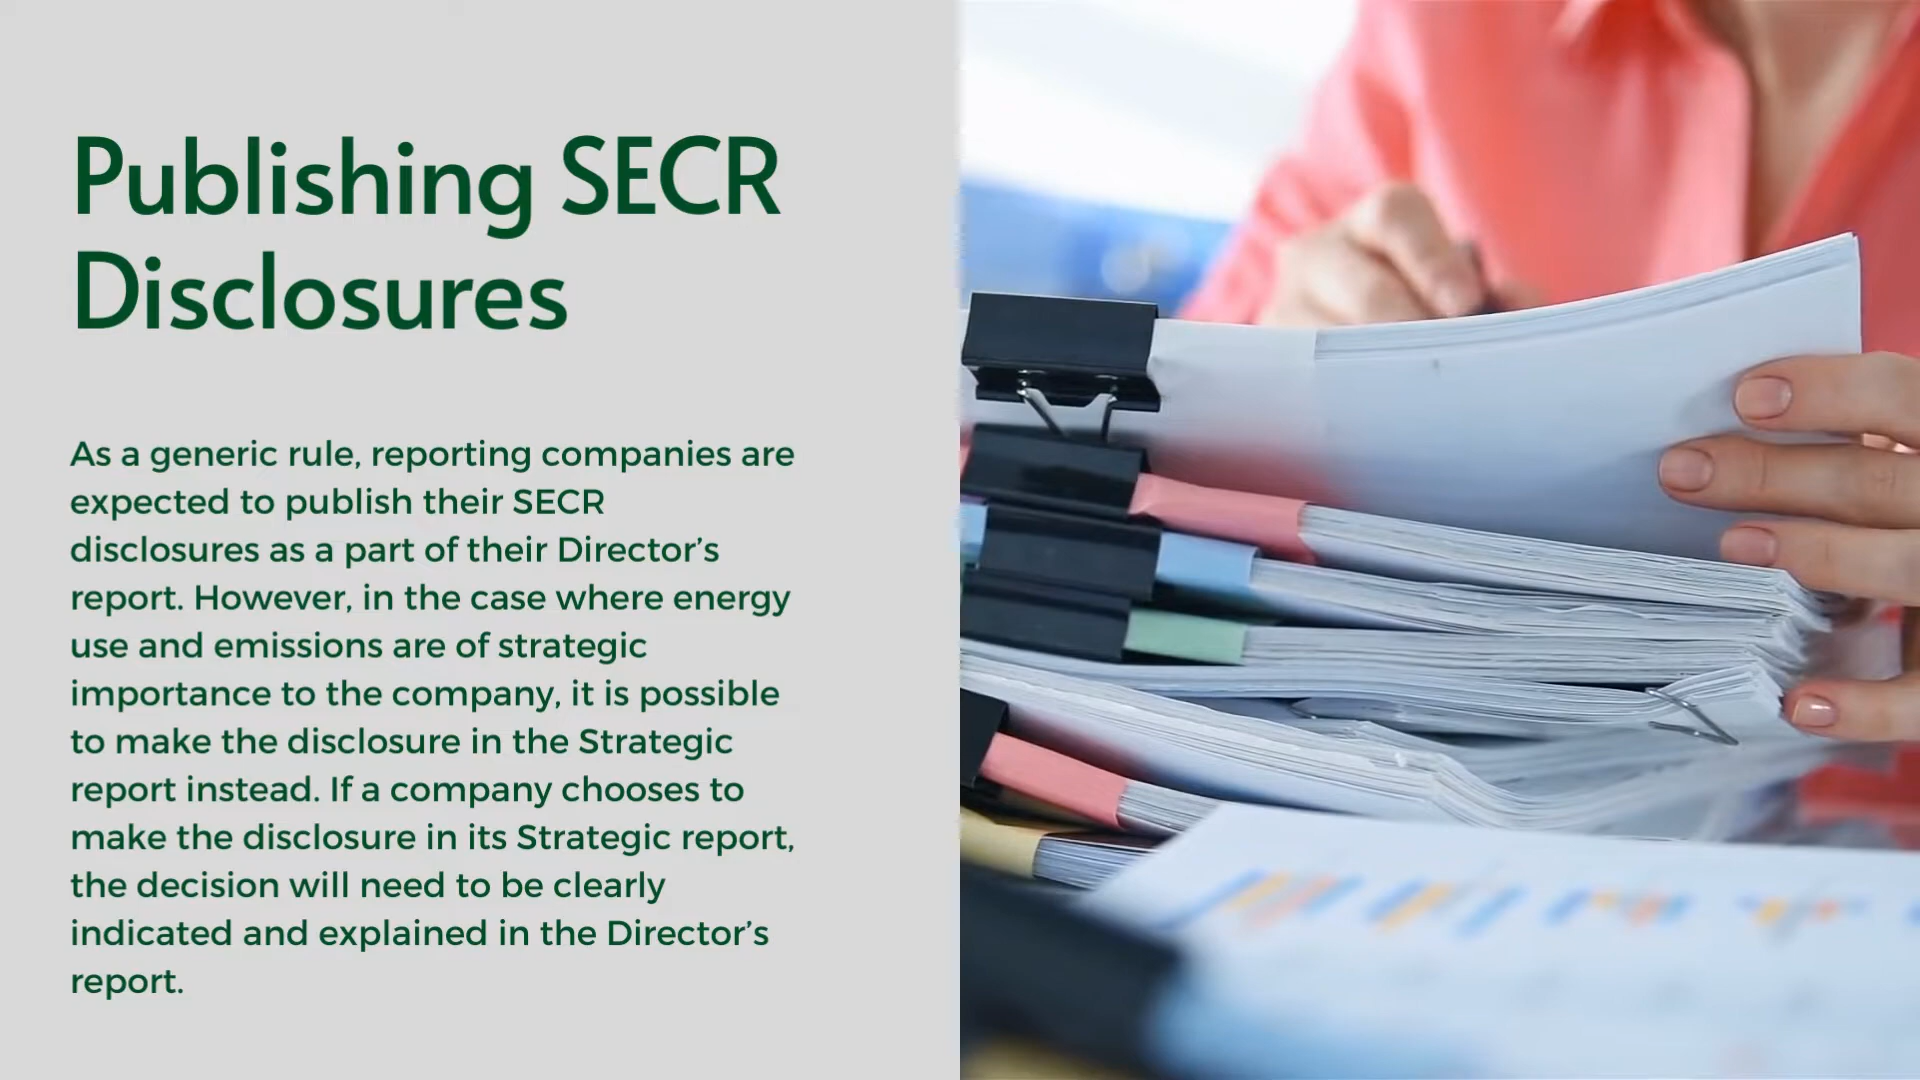 Publishing SECR
Disclosures
As a generic rule, reporting companies are
expected to publish their SECR
disclosures as a part of their Director’s
report. However, in the case where energy
use and emissions are of strategic
importance to the company, it is possible
to make the disclosure in the Strategic
report instead. If a company chooses to
make the disclosure in its Strategic report,
the decision will need to be clearly
indicated and explained in the Director’s
report.